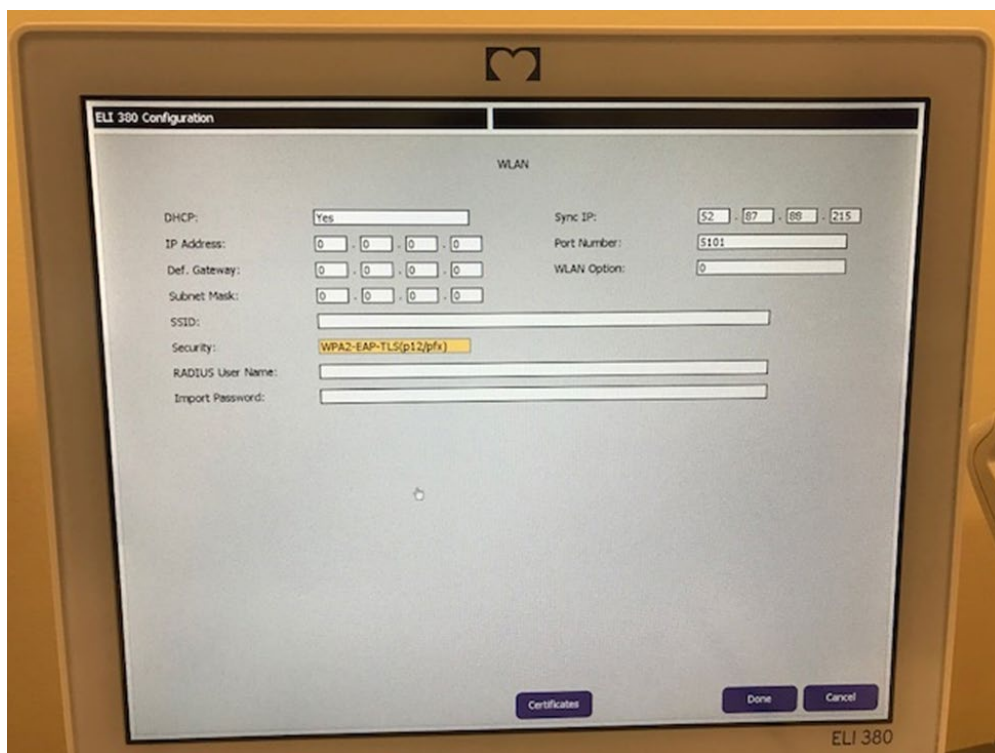 ELI 380 Configuration
WLAN
DHCP: Yes
IP Address: 0 . 0 . 0 . 0
Def. Gateway: 0 . 0 . 0 . 0
Subnet Mask: 0 . 0 . 0 . 0
SSID:
Security: WPA2-EAP-TLS(p12/pfx)
RADIUS User Name:
Import Password:
Sync IP: 52 . 87 . 88 . 215
Port Number: 5101
WLAN Option: 0
Certificates
Done
Cancel
ELI 380